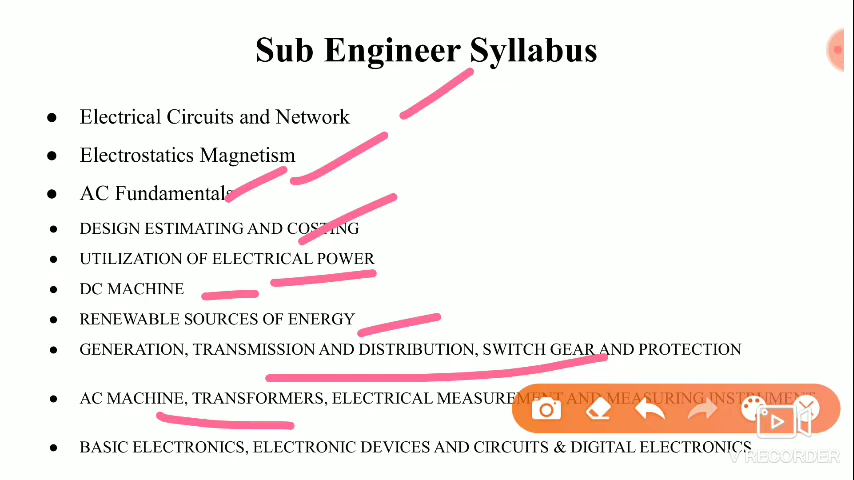 Sub Engineer Syllabus
● Electrical Circuits and Network
● Electrostatics Magnetism
● AC Fundamentals
● DESIGN ESTIMATING AND COSTING
● UTILIZATION OF ELECTRICAL POWER
● DC MACHINE
● RENEWABLE SOURCES OF ENERGY
● GENERATION, TRANSMISSION AND DISTRIBUTION, SWITCH GEAR AND PROTECTION
● AC MACHINE, TRANSFORMERS, ELECTRICAL MEASUREMENT AND MEASURING INSTRUMENT
● BASIC ELECTRONICS, ELECTRONIC DEVICES AND CIRCUITS & DIGITAL ELECTRONICS
V RECORDER